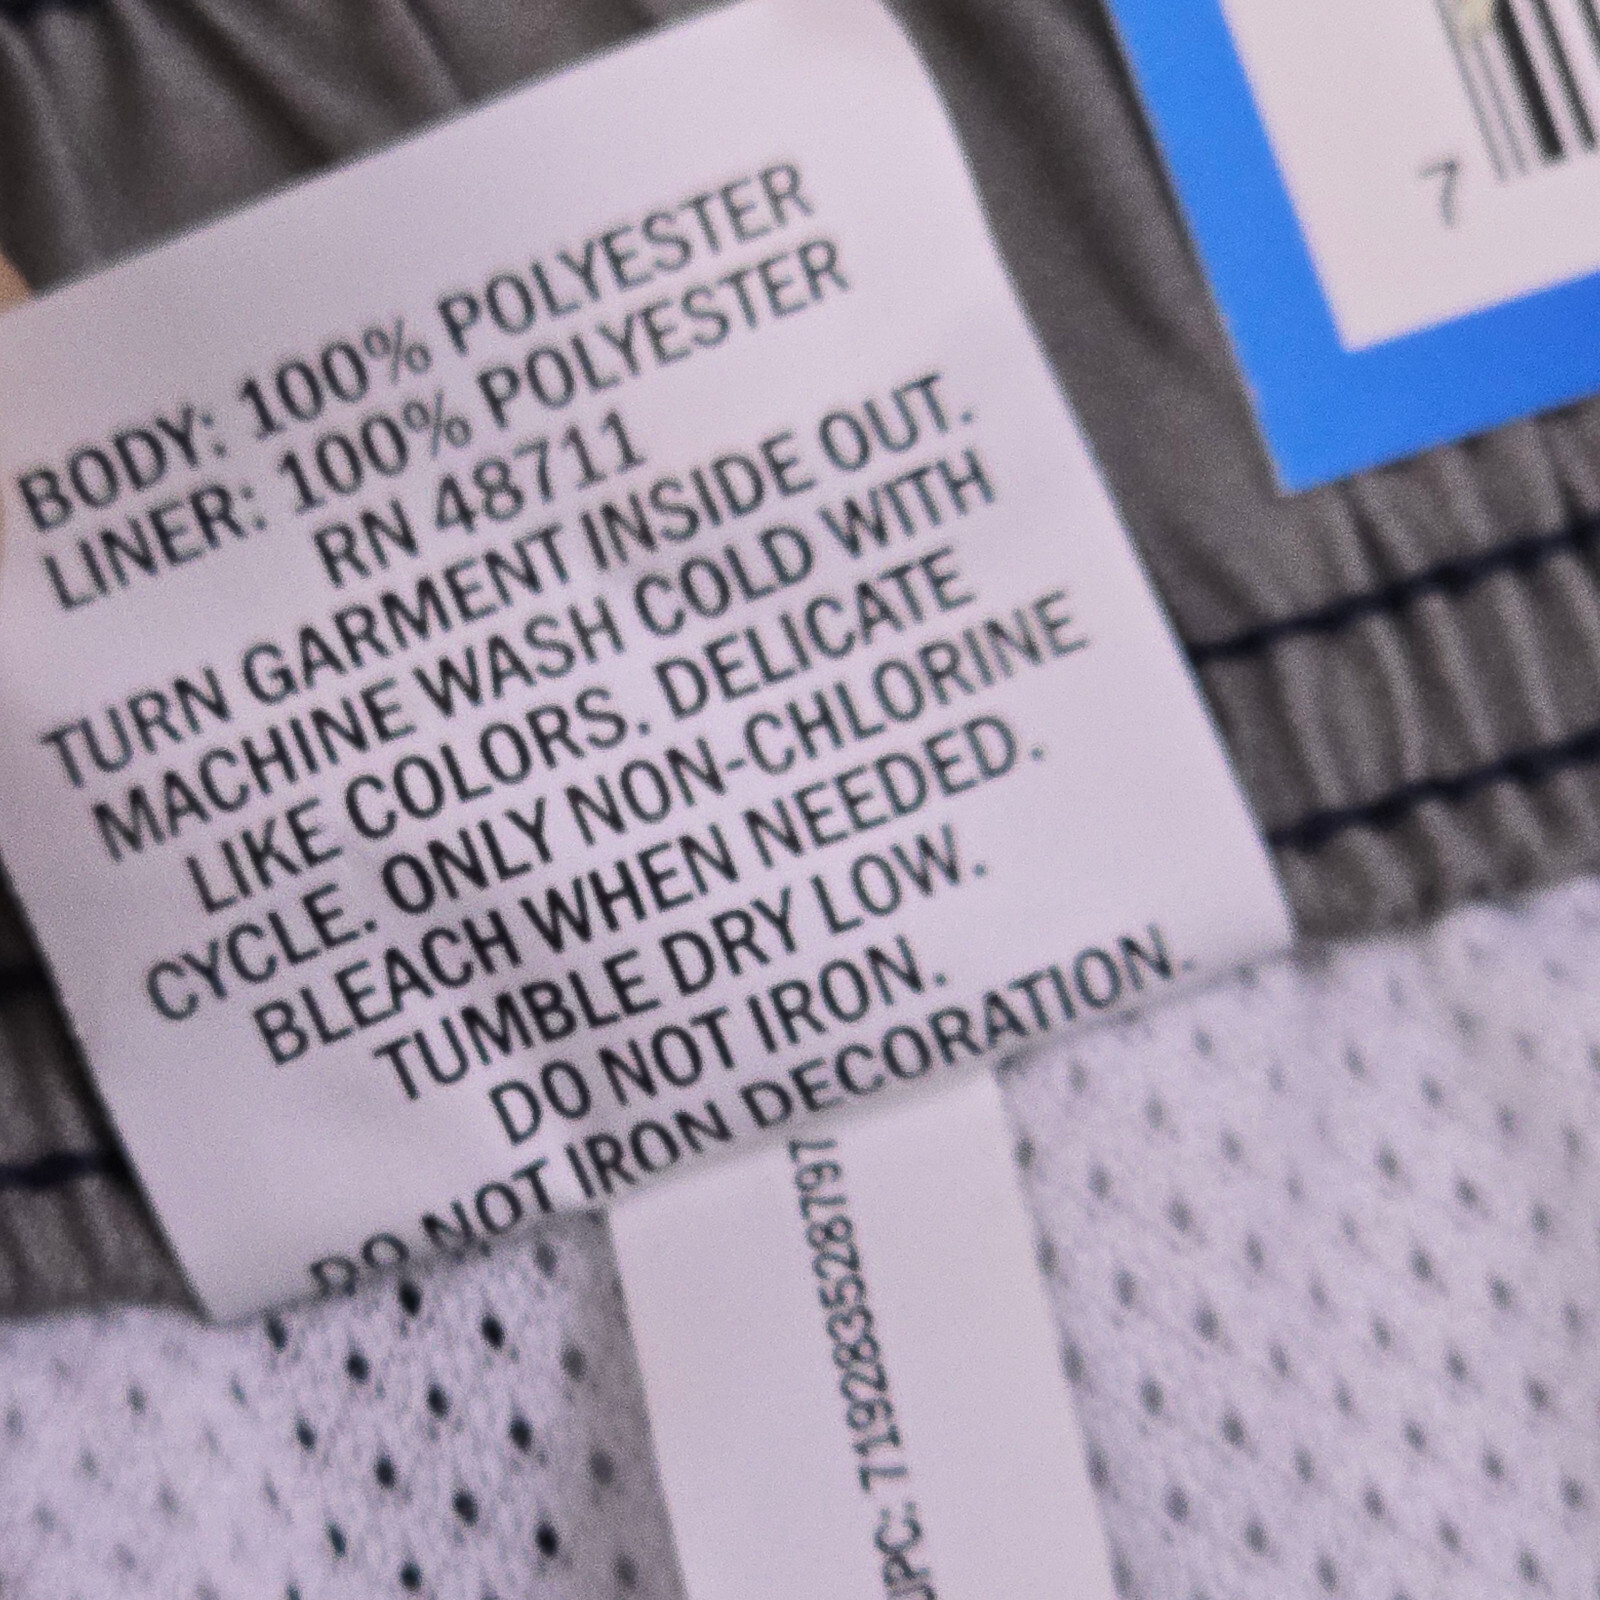 BODY: 100% POLYESTER
LINER: 100% POLYESTER
RN 48711
TURN GARMENT INSIDE OUT.
MACHINE WASH COLD WITH
LIKE COLORS. DELICATE
CYCLE. ONLY NON-CHLORINE
BLEACH WHEN NEEDED.
TUMBLE DRY LOW.
DO NOT IRON.
DO NOT IRON DECORATION.
UPC: 719283528797
7